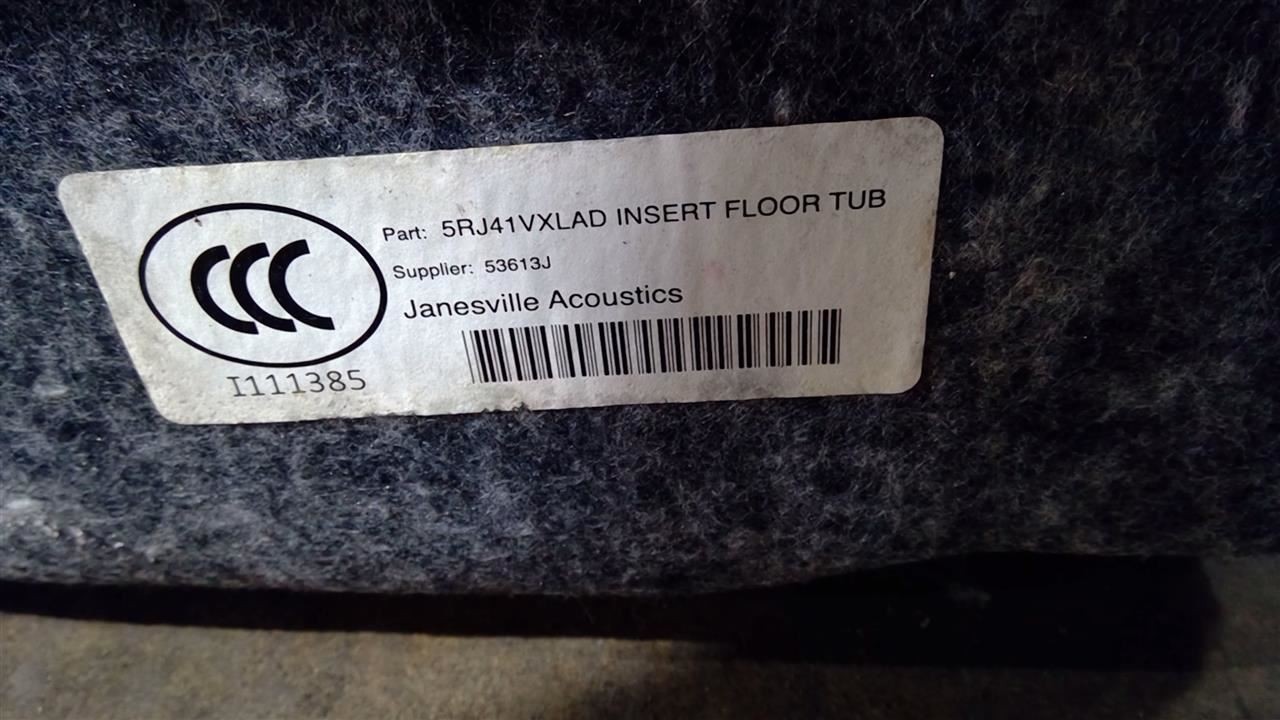 Part: 5RJ41VXLAD INSERT FLOOR TUB
Supplier: 53613J
Janesville Acoustics
CCC
I111385